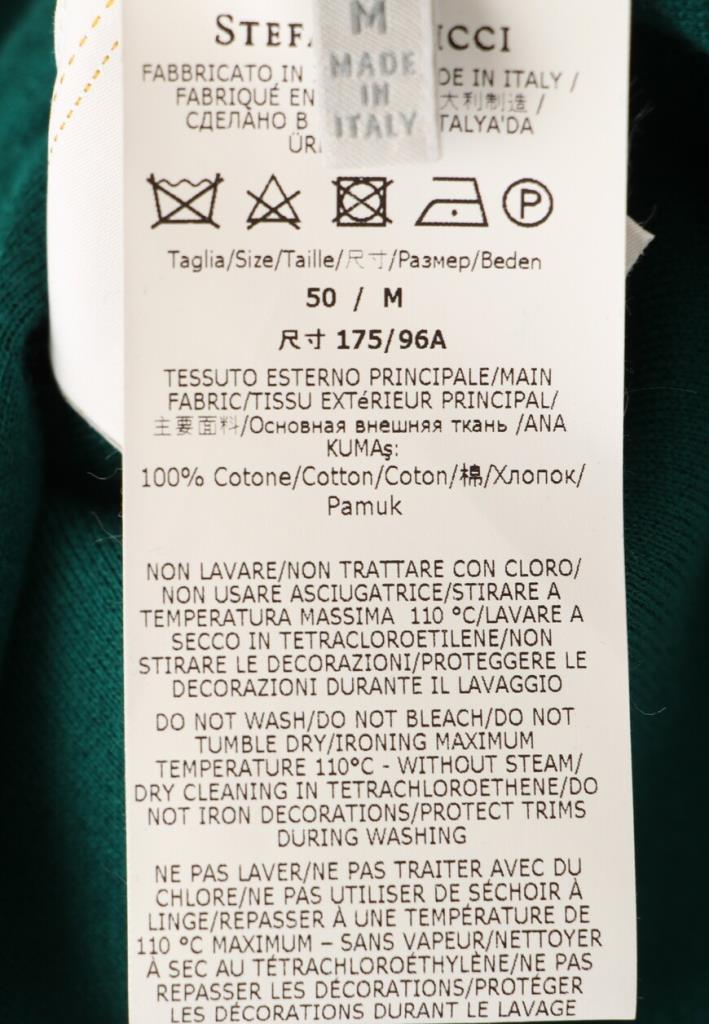 M
MADE
IN
ITALY
FABBRICATO IN DE IN ITALY /
FABRIQUÉ EN 大利制造 /
СДЕЛАНО В TALYA'DA
P
Taglia/Size/Taille/尺寸/Размер/Beden
50 / M
尺寸 175/96A
TESSUTO ESTERNO PRINCIPALE/MAIN
FABRIC/TISSU EXTéRIEUR PRINCIPAL/
主要面料/Основная внешняя ткань /ANA
KUMAş:
100% Cotone/Cotton/Coton/棉/Хлопок/
Pamuk
NON LAVARE/NON TRATTARE CON CLORO/
NON USARE ASCIUGATRICE/STIRARE A
TEMPERATURA MASSIMA 110 °C/LAVARE A
SECCO IN TETRACLOROETILENE/NON
STIRARE LE DECORAZIONI/PROTEGGERE LE
DECORAZIONI DURANTE IL LAVAGGIO
DO NOT WASH/DO NOT BLEACH/DO NOT
TUMBLE DRY/IRONING MAXIMUM
TEMPERATURE 110°C - WITHOUT STEAM/
DRY CLEANING IN TETRACHLOROETHENE/DO
NOT IRON DECORATIONS/PROTECT TRIMS
DURING WASHING
NE PAS LAVER/NE PAS TRAITER AVEC DU
CHLORE/NE PAS UTILISER DE SÉCHOIR À
LINGE/REPASSER À UNE TEMPÉRATURE DE
110 °C MAXIMUM – SANS VAPEUR/NETTOYER
À SEC AU TÉTRACHLOROÉTHYLÈNE/NE PAS
REPASSER LES DÉCORATIONS/PROTÉGER
LES DÉCORATIONS DURANT LE LAVAGE